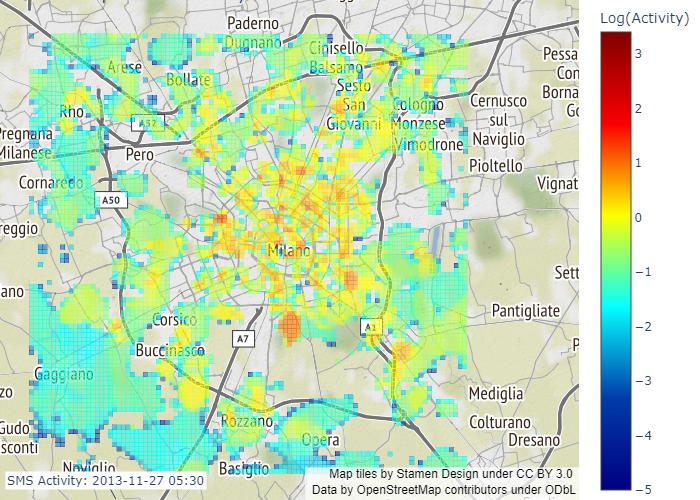 Log(Activity)
3
2
1
0
−1
−2
−3
−4
−5
Paderno
Dugnano
Cinisello
Balsamo
Arese
Bollate
Sesto
San
Giovanni
Cologno
Monzese
Pessa
Con
Borna
Go
Rho
A52
Cernusco
sul
Naviglio
Pregnana
Milanese
Pero
Vimodrone
Pioltello
Cornaredo
Vignat
A50
reggio
Milano
Sett
ano
Pantigliate
Corsico
A7
A1
Buccinasco
P
Gaggiano
zo
Mediglia
Rozzano
Colturano
Gudo
sconti
Opera
Dresano
Noviglio
Basiglio
SMS Activity: 2013-11-27 05:30
Map tiles by Stamen Design under CC BY 3.0
Data by OpenStreetMap contributors under ODbL